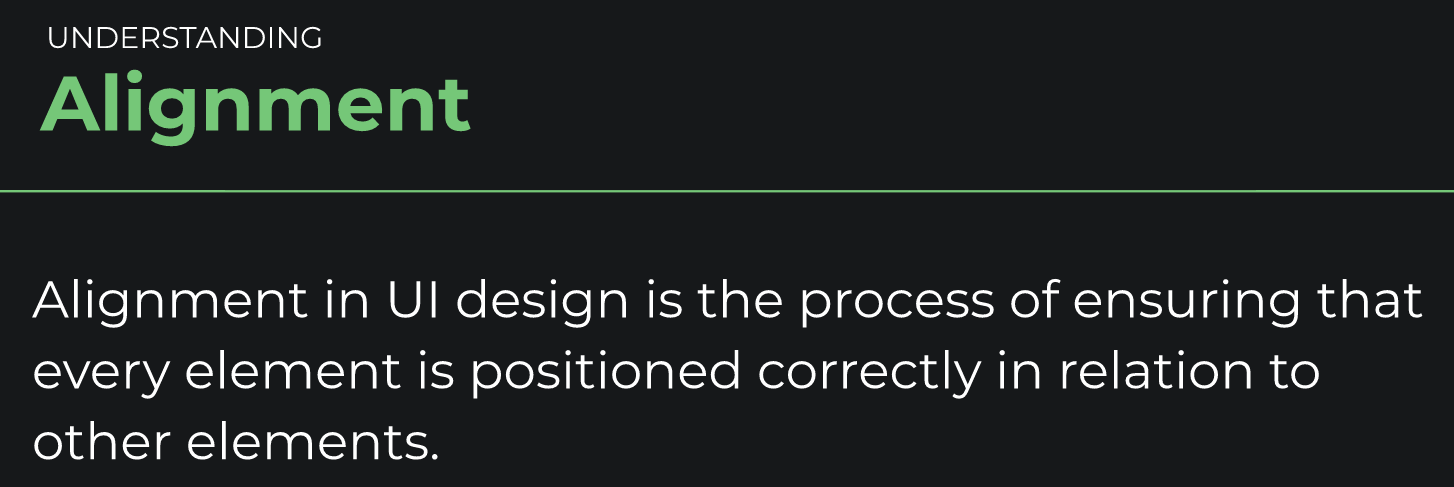 UNDERSTANDING
Alignment
Alignment in UI design is the process of ensuring that
every element is positioned correctly in relation to
other elements.